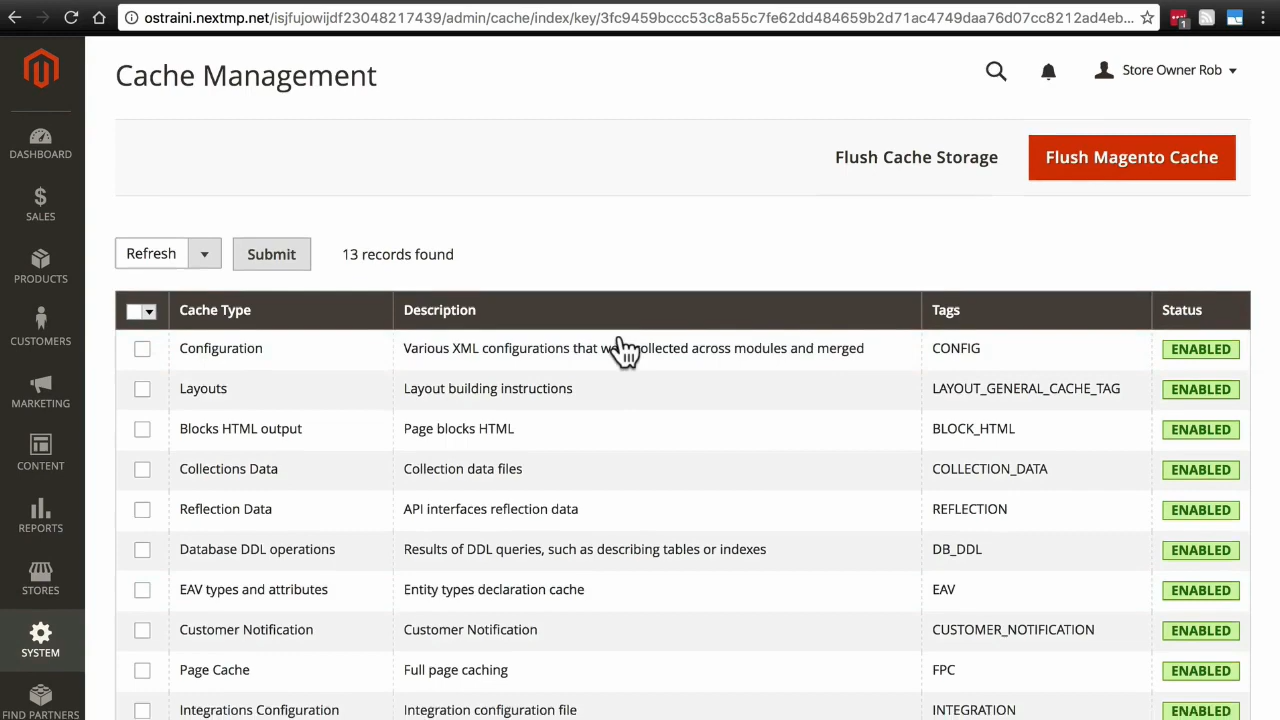 ostraini.nextmp.net/isjfujowijdf23048217439/admin/cache/index/key/3fc9459bccc53c8a55c7fe62dd484659b2d71ac4749daa76d07cc8212ad4eb...
1
Cache Management
Store Owner Rob
DASHBOARD
SALES
PRODUCTS
CUSTOMERS
MARKETING
CONTENT
REPORTS
STORES
SYSTEM
FIND PARTNERS
Flush Cache Storage
Flush Magento Cache
Refresh
Submit
13 records found
Cache Type Description Tags Status
Configuration Various XML configurations that collected across modules and merged CONFIG ENABLED
Layouts Layout building instructions LAYOUT_GENERAL_CACHE_TAG ENABLED
Blocks HTML output Page blocks HTML BLOCK_HTML ENABLED
Collections Data Collection data files COLLECTION_DATA ENABLED
Reflection Data API interfaces reflection data REFLECTION ENABLED
Database DDL operations Results of DDL queries, such as describing tables or indexes DB_DDL ENABLED
EAV types and attributes Entity types declaration cache EAV ENABLED
Customer Notification Customer Notification CUSTOMER_NOTIFICATION ENABLED
Page Cache Full page caching FPC ENABLED
Integrations Configuration Integration configuration file INTEGRATION ENABLED